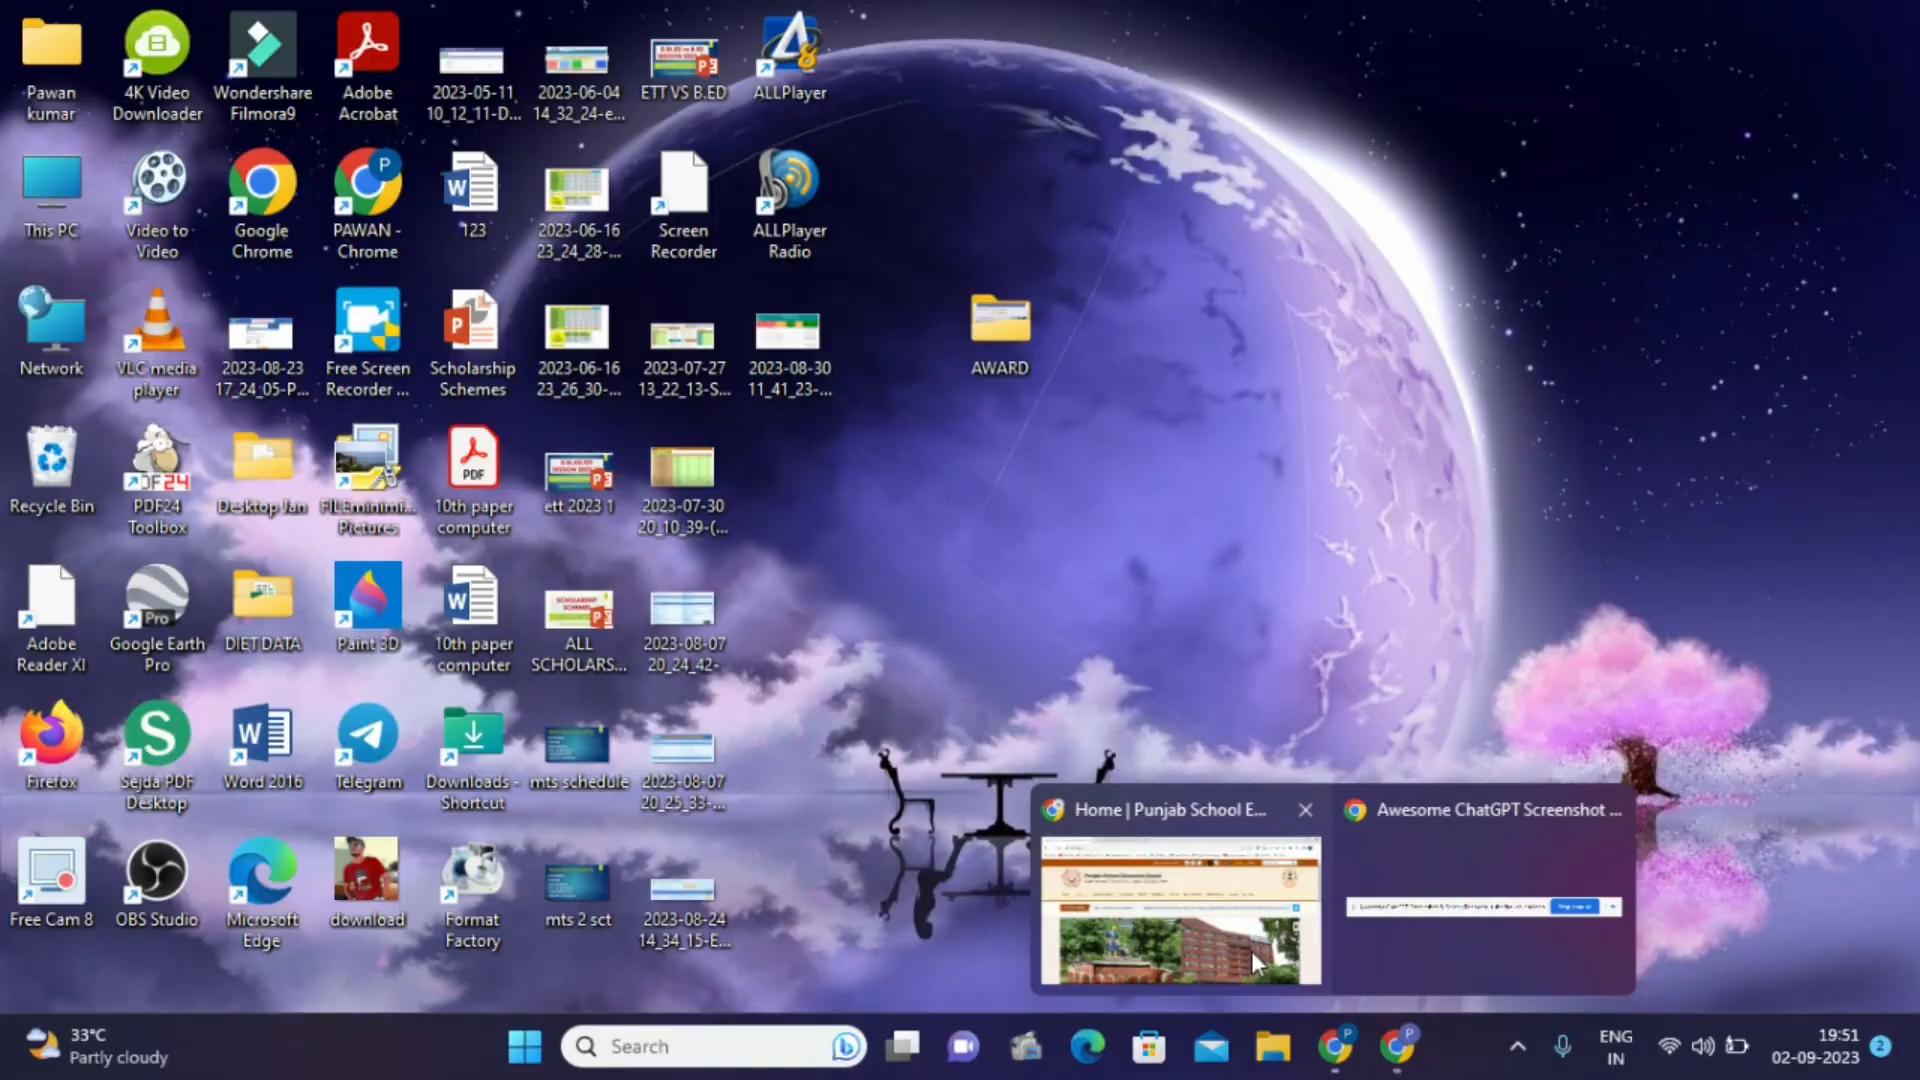 Pawan
kumar
4K Video
Downloader
Wondershare
Filmora9
Adobe
Acrobat
2023-05-11
10_12_11-D...
2023-06-04
14_32_24-e...
ETT VS B.ED
ALLPlayer
This PC
Video to
Video
Google
Chrome
PAWAN -
Chrome
123
2023-06-16
23_24_28-...
Screen
Recorder
ALLPlayer
Radio
Network
VLC media
player
2023-08-23
17_24_05-P...
Free Screen
Recorder ...
Scholarship
Schemes
2023-06-16
23_26_30-...
2023-07-27
13_22_13-S...
2023-08-30
11_41_23-...
AWARD
Recycle Bin
PDF24
Toolbox
Desktop Jan
FILEminimi...
Pictures
PDF
10th paper
computer
ett 2023 1
2023-07-30
20_10_39-(...
Adobe
Reader XI
Pro
Google Earth
Pro
DIET DATA
Paint 3D
10th paper
computer
ALL
SCHOLARS...
2023-08-07
20_24_42-
Firefox
Sejda PDF
Desktop
Word 2016
Telegram
Downloads -
Shortcut
mts schedule
2023-08-07
20_25_33-...
Home | Punjab School E...
Awesome ChatGPT Screenshot ...
Free Cam 8
OBS Studio
Microsoft
Edge
download
Format
Factory
mts 2 sct
2023-08-24
14_34_15-E...
33°C
Partly cloudy
Search
ENG
IN
19:51
02-09-2023
2